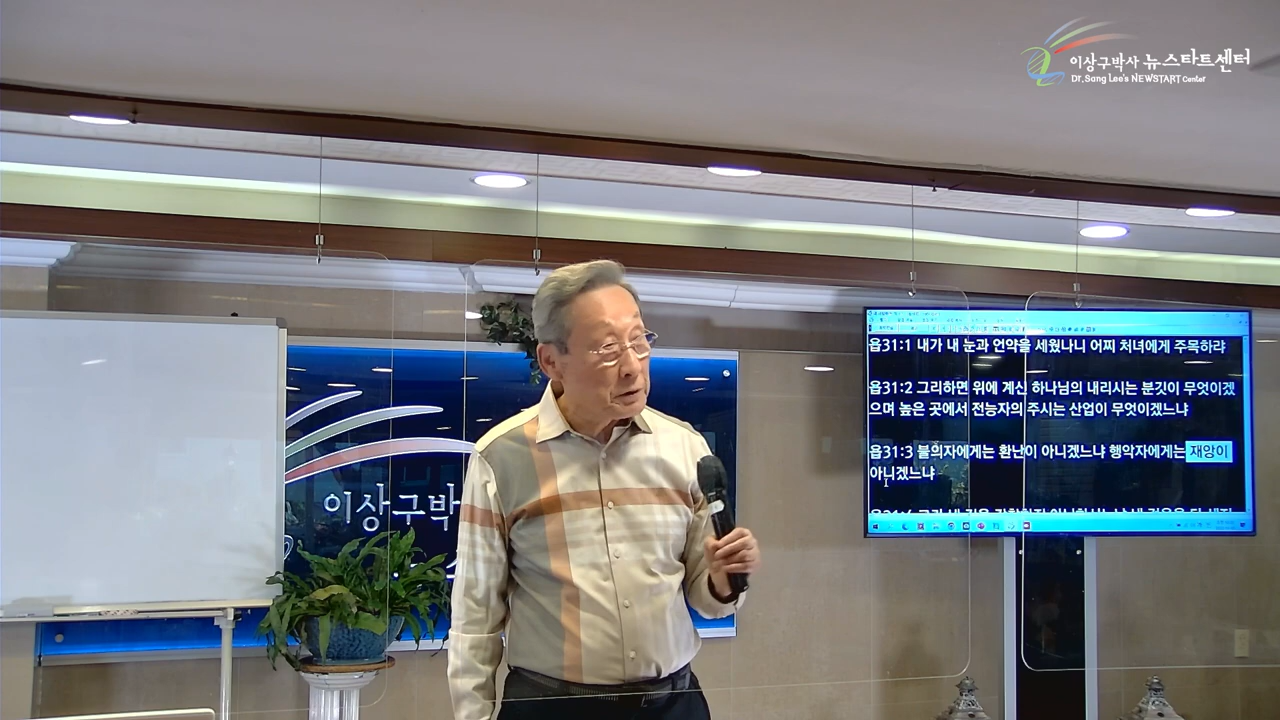 이상구박사 뉴스타트센터
Dr. Sang Lee's NEWSTART Center
욥31:1 내가 내 눈과 언약을 세웠나니 어찌 처녀에게 주목하랴
욥31:2 그리하면 위에 계신 하나님의 내리시는 분깃이 무엇이겠
으며 높은 곳에서 전능자의 주시는 산업이 무엇이겠느냐
욥31:3 불의자에게는 환난이 아니겠느냐 행악자에게는 재앙이
아니겠느냐
이상구박